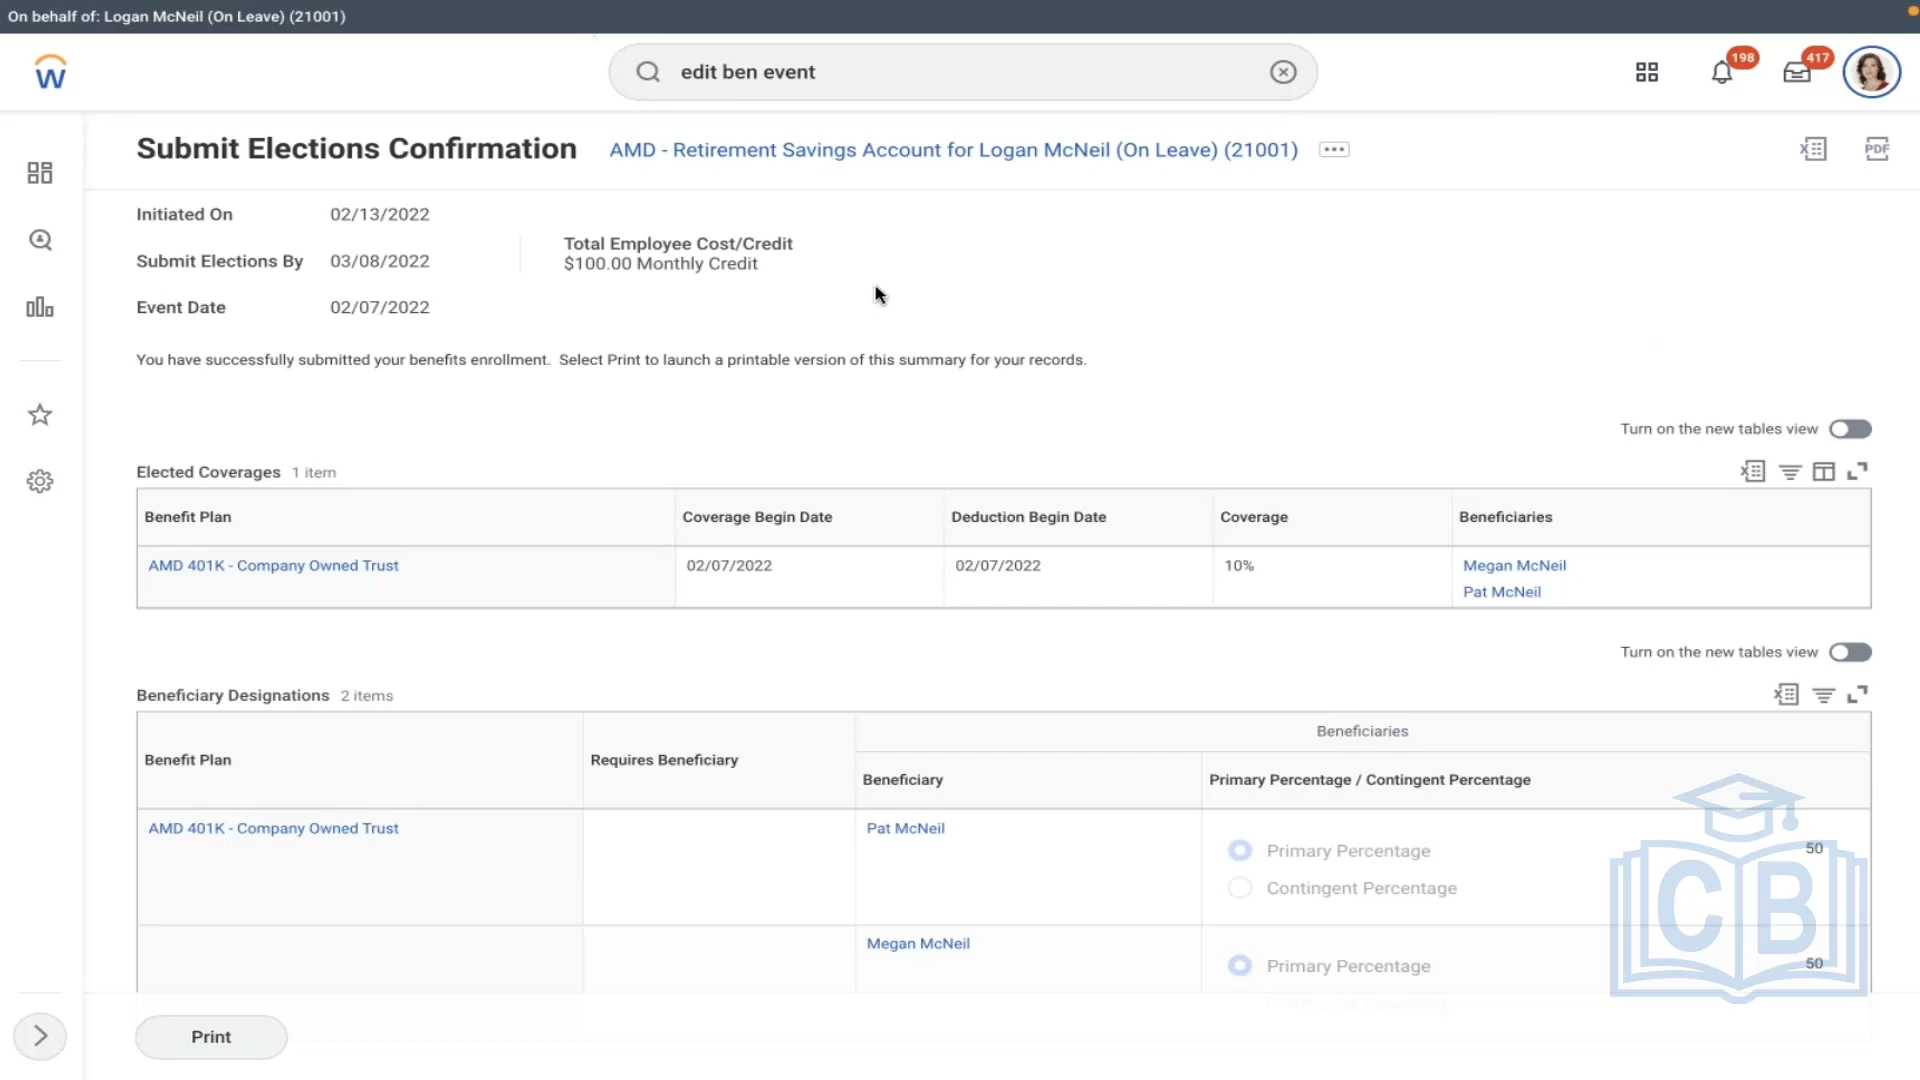 On behalf of: Logan McNeil (On Leave) (21001)
edit ben event
198
417
Submit Elections Confirmation AMD - Retirement Savings Account for Logan McNeil (On Leave) (21001)
PDF
Initiated On 02/13/2022
Submit Elections By 03/08/2022
Event Date 02/07/2022
Total Employee Cost/Credit
$100.00 Monthly Credit
You have successfully submitted your benefits enrollment. Select Print to launch a printable version of this summary for your records.
Turn on the new tables view
Elected Coverages 1 item
Benefit Plan Coverage Begin Date Deduction Begin Date Coverage Beneficiaries
AMD 401K - Company Owned Trust 02/07/2022 02/07/2022 10% Megan McNeil
Pat McNeil
Turn on the new tables view
Beneficiary Designations 2 items
Beneficiaries
Benefit Plan Requires Beneficiary
Beneficiary Primary Percentage / Contingent Percentage
AMD 401K - Company Owned Trust Pat McNeil
Primary Percentage 50
Contingent Percentage
Megan McNeil
Primary Percentage 50
CB
Print